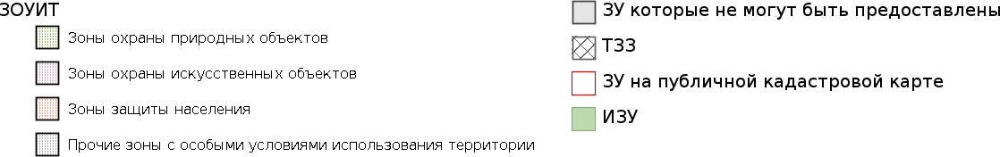 ЗОУИТ
Зоны охраны природных объектов
Зоны охраны искусственных объектов
Зоны защиты населения
Прочие зоны с особыми условиями использования территории
ЗУ которые не могут быть предоставлены
ТЗЗ
ЗУ на публичной кадастровой карте
ИЗУ